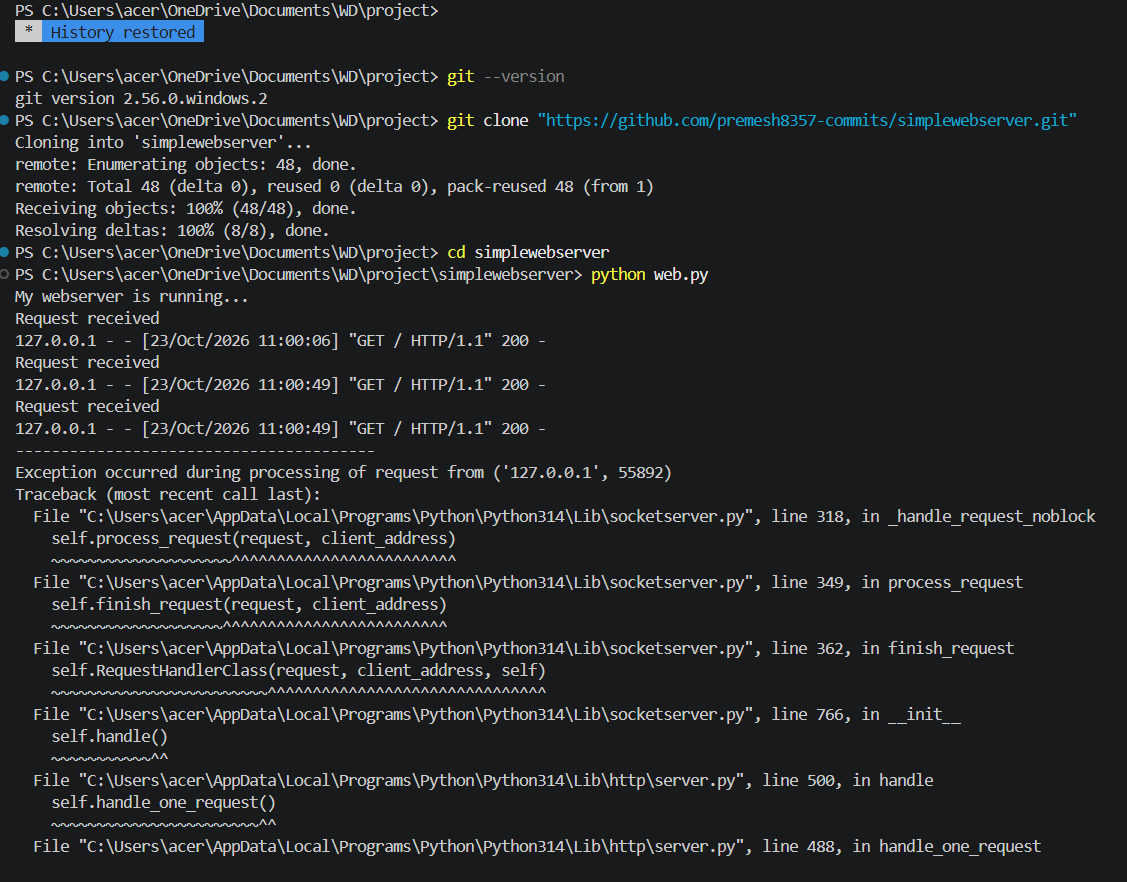 PS C:\Users\acer\OneDrive\Documents\WD\project>
* History restored
PS C:\Users\acer\OneDrive\Documents\WD\project> git --version
git version 2.56.0.windows.2
PS C:\Users\acer\OneDrive\Documents\WD\project> git clone "https://github.com/premesh8357-commits/simplewebserver.git"
Cloning into 'simplewebserver'...
remote: Enumerating objects: 48, done.
remote: Total 48 (delta 0), reused 0 (delta 0), pack-reused 48 (from 1)
Receiving objects: 100% (48/48), done.
Resolving deltas: 100% (8/8), done.
PS C:\Users\acer\OneDrive\Documents\WD\project> cd simplewebserver
PS C:\Users\acer\OneDrive\Documents\WD\project\simplewebserver> python web.py
My webserver is running...
Request received
127.0.0.1 - - [23/Oct/2026 11:00:06] "GET / HTTP/1.1" 200 -
Request received
127.0.0.1 - - [23/Oct/2026 11:00:49] "GET / HTTP/1.1" 200 -
Request received
127.0.0.1 - - [23/Oct/2026 11:00:49] "GET / HTTP/1.1" 200 -
----------------------------------------
Exception occurred during processing of request from ('127.0.0.1', 55892)
Traceback (most recent call last):
  File "C:\Users\acer\AppData\Local\Programs\Python\Python314\Lib\socketserver.py", line 318, in _handle_request_noblock
    self.process_request(request, client_address)
    ~~~~~~~~~~~~~~~~~~~~^^^^^^^^^^^^^^^^^^^^^^^^^
  File "C:\Users\acer\AppData\Local\Programs\Python\Python314\Lib\socketserver.py", line 349, in process_request
    self.finish_request(request, client_address)
    ~~~~~~~~~~~~~~~~~~~^^^^^^^^^^^^^^^^^^^^^^^^^
  File "C:\Users\acer\AppData\Local\Programs\Python\Python314\Lib\socketserver.py", line 362, in finish_request
    self.RequestHandlerClass(request, client_address, self)
    ~~~~~~~~~~~~~~~~~~~~~~~~^^^^^^^^^^^^^^^^^^^^^^^^^^^^^^^
  File "C:\Users\acer\AppData\Local\Programs\Python\Python314\Lib\socketserver.py", line 766, in __init__
    self.handle()
    ~~~~~~~~~~~^^
  File "C:\Users\acer\AppData\Local\Programs\Python\Python314\Lib\http\server.py", line 500, in handle
    self.handle_one_request()
    ~~~~~~~~~~~~~~~~~~~~~~~^^
  File "C:\Users\acer\AppData\Local\Programs\Python\Python314\Lib\http\server.py", line 488, in handle_one_request